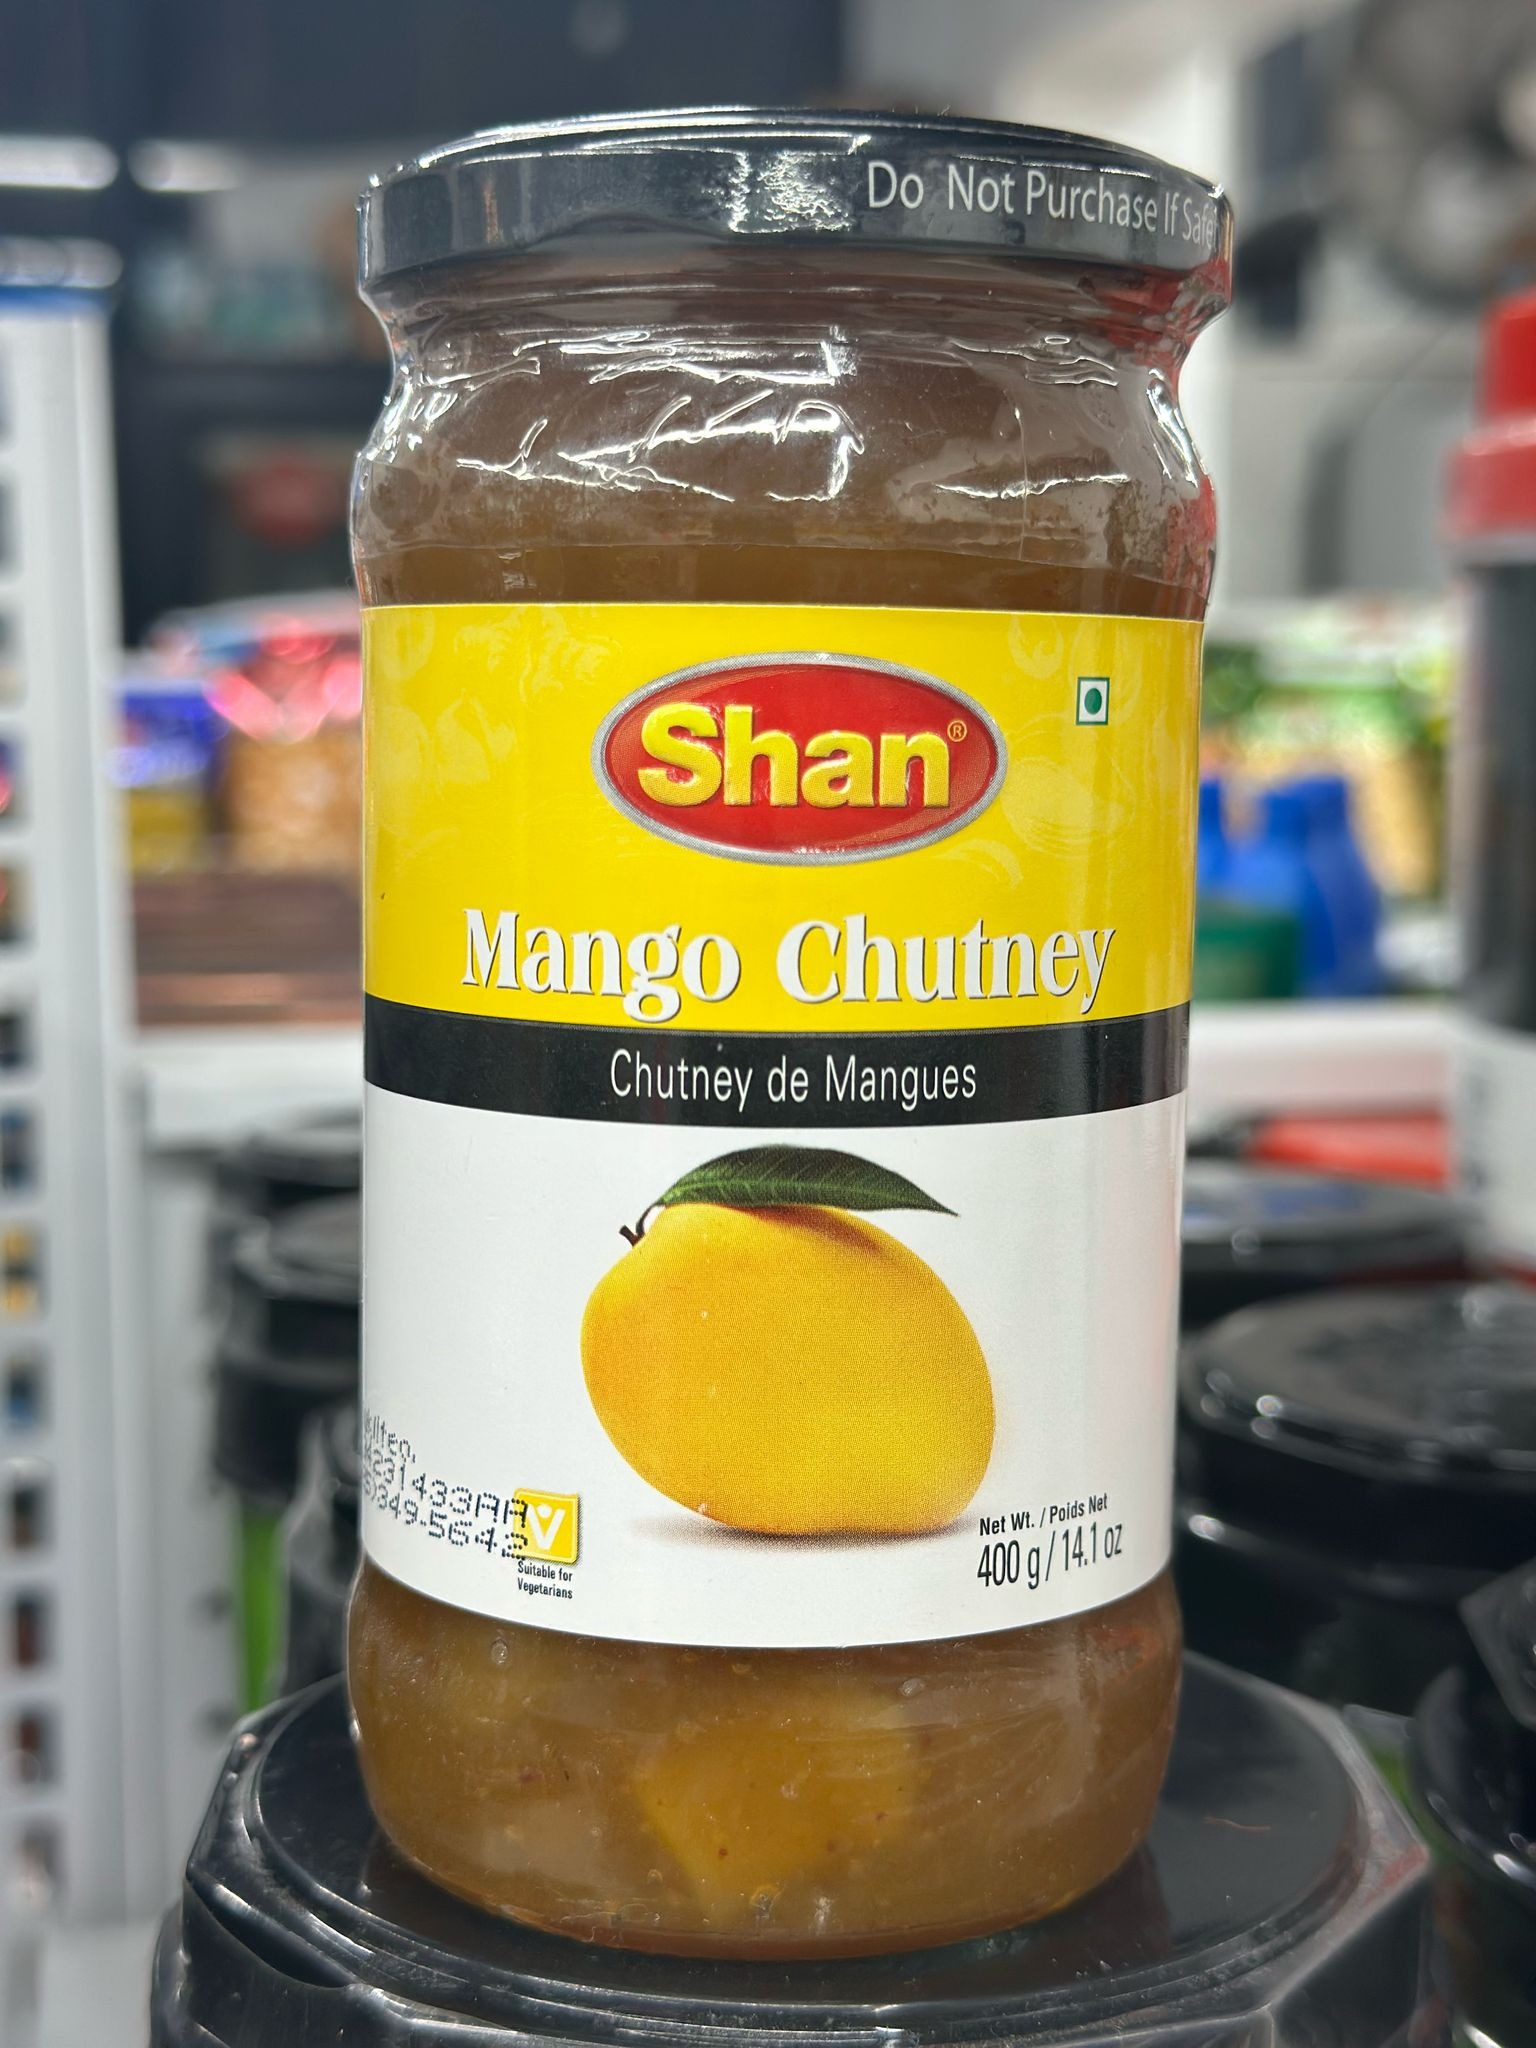 Do Not Purchase If Safe
Shan®
Mango Chutney
Chutney de Mangues
Net Wt. / Poids Net
400 g / 14.1 oz
V
Suitable for
Vegetarians